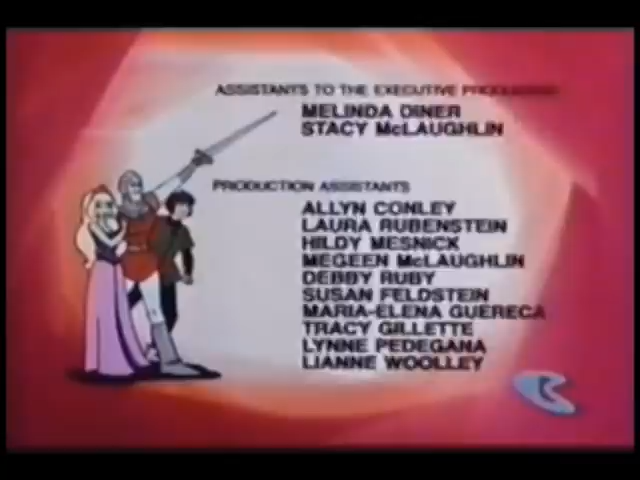 ASSISTANTS TO THE EXECUTIVE PRODUCERS
MELINDA DINER
STACY McLAUGHLIN
PRODUCTION ASSISTANTS
ALLYN CONLEY
LAURA RUBENSTEIN
HILDY MESNICK
MEGEEN McLAUGHLIN
DEBBY RUBY
SUSAN FELDSTEIN
MARIA-ELENA GUERECA
TRACY GILLETTE
LYNNE PEDEGANA
LIANNE WOOLLEY